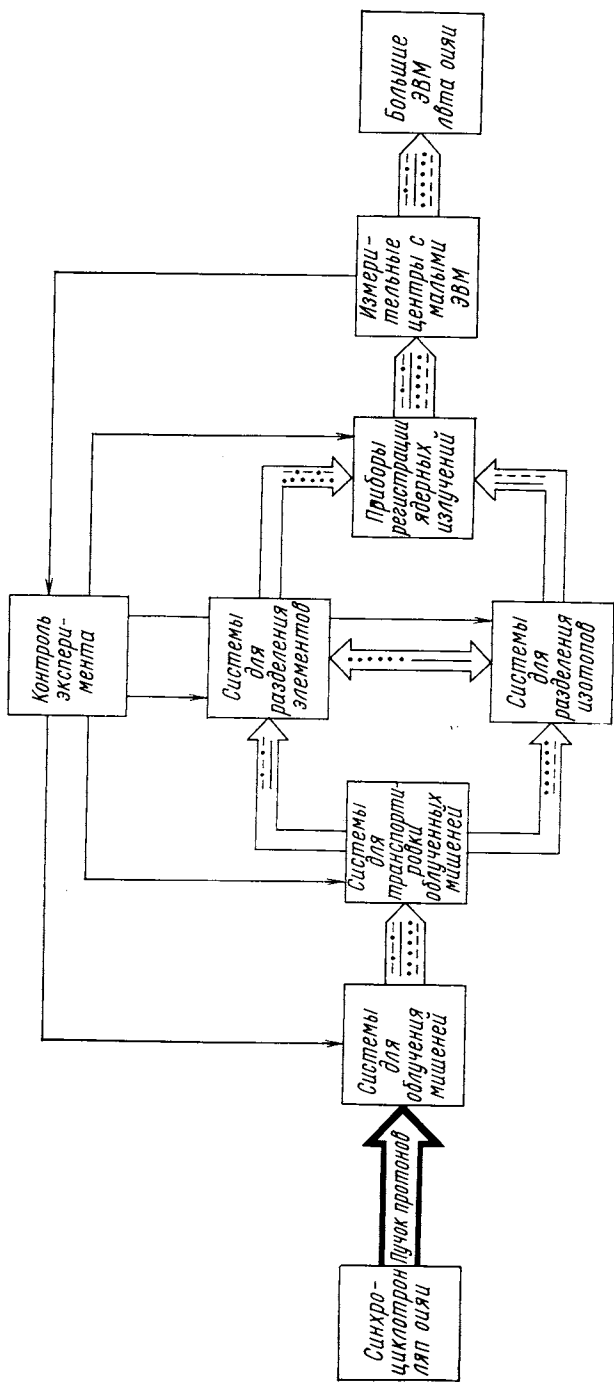 Синхро-
циклотрон
ЛЯП ОИЯИ
Пучок протонов
Системы
для
облучения
мишеней
Системы
для
транспорти-
ровки
облученных
мишеней
Контроль
экспери-
мента
Системы
для
разделения
элементов
Системы
для
разделения
изотопов
Приборы
регистрации
ядерных
излучений
Измери-
тельные
центры с
малыми
ЭВМ
Большие
ЭВМ
ЛВТА ОИЯИ